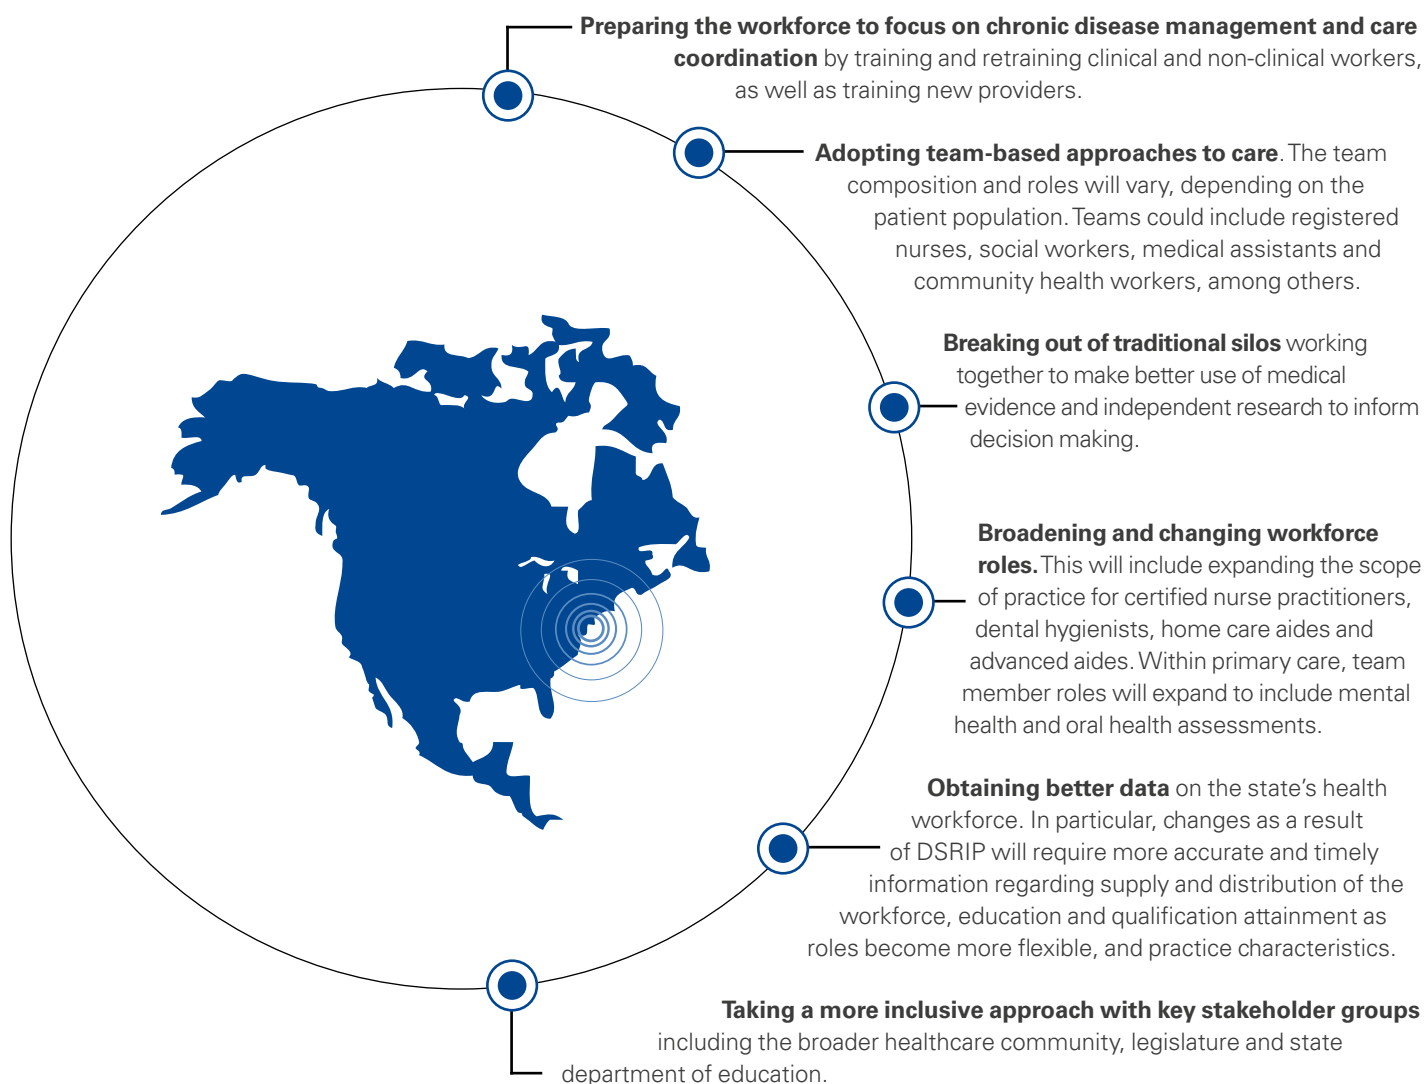 Preparing the workforce to focus on chronic disease management and care
coordination by training and retraining clinical and non-clinical workers,
as well as training new providers.
Adopting team-based approaches to care. The team
composition and roles will vary, depending on the
patient population. Teams could include registered
nurses, social workers, medical assistants and
community health workers, among others.
Breaking out of traditional silos working
together to make better use of medical
evidence and independent research to inform
decision making.
Broadening and changing workforce
roles. This will include expanding the scope
of practice for certified nurse practitioners,
dental hygienists, home care aides and
advanced aides. Within primary care, team
member roles will expand to include mental
health and oral health assessments.
Obtaining better data on the state’s health
workforce. In particular, changes as a result
of DSRIP will require more accurate and timely
information regarding supply and distribution of the
workforce, education and qualification attainment as
roles become more flexible, and practice characteristics.
Taking a more inclusive approach with key stakeholder groups
including the broader healthcare community, legislature and state
department of education.